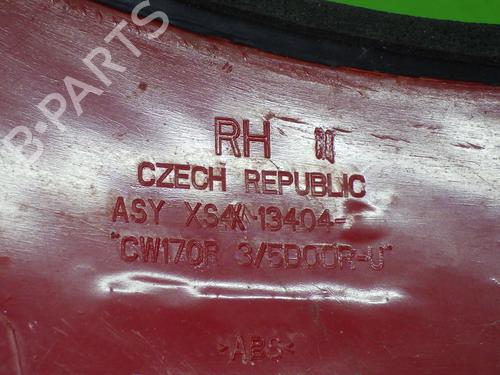 B-PARTS
RH
CZECH REPUBLIC
ASY XS4X-13404-
"CW170R 3/5DOOR-U"
>ABS<